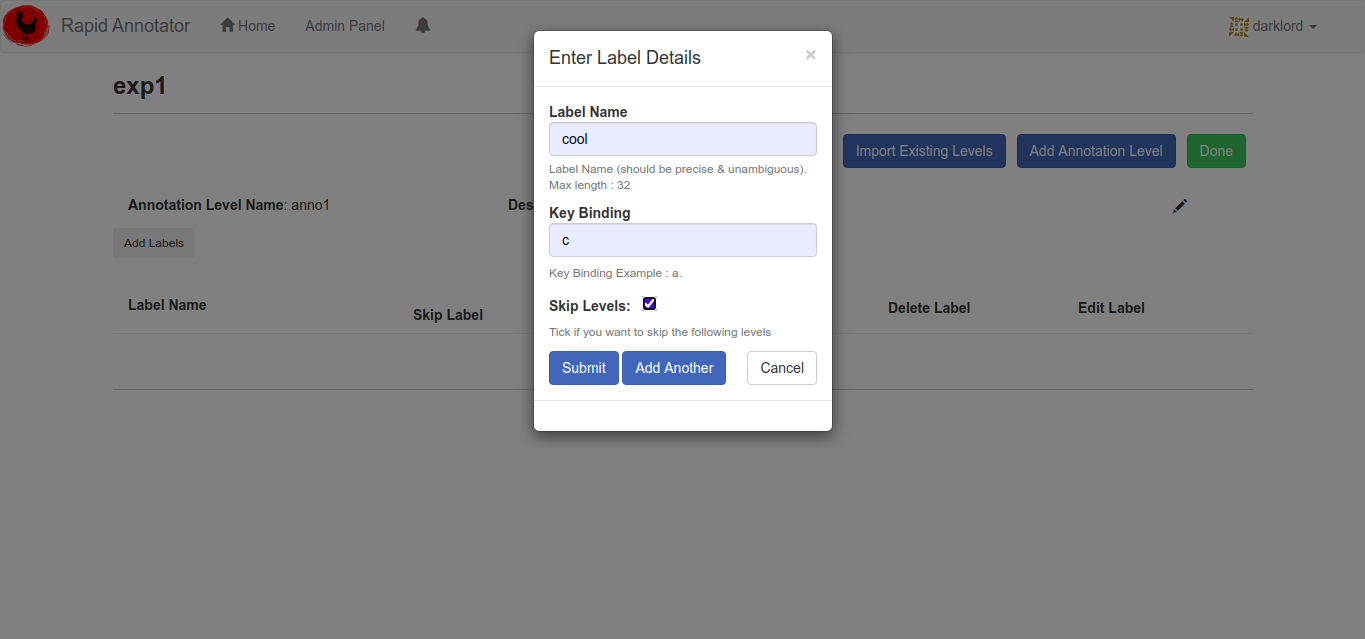 Rapid Annotator Home Admin Panel darklord
exp1
Import Existing Levels Add Annotation Level Done
Annotation Level Name: anno1 Des
Add Labels
Label Name Skip Label Delete Label Edit Label
Enter Label Details ×
Label Name
cool
Label Name (should be precise & unambiguous).
Max length : 32
Key Binding
c
Key Binding Example : a.
Skip Levels:
Tick if you want to skip the following levels
Submit Add Another Cancel